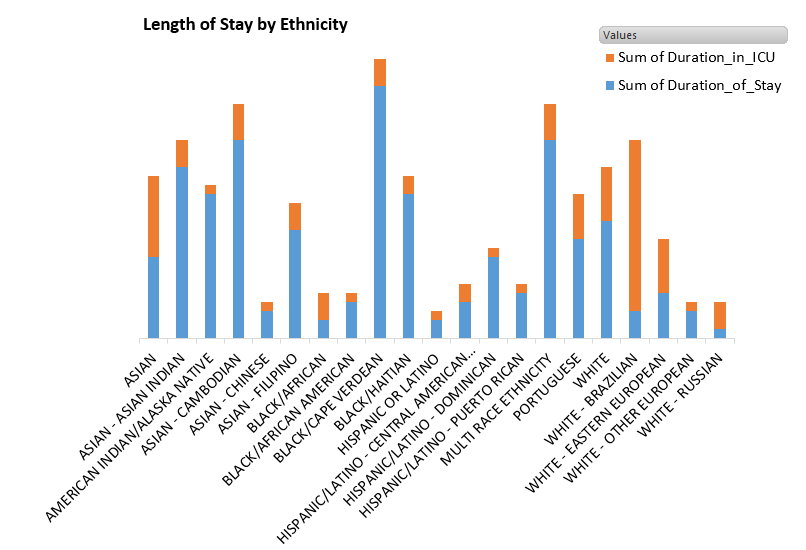 Length of Stay by Ethnicity
Values
Sum of Duration_in_ICU
Sum of Duration_of_Stay
ASIAN
ASIAN - ASIAN INDIAN
AMERICAN INDIAN/ALASKA NATIVE
ASIAN - CAMBODIAN
ASIAN - CHINESE
ASIAN - FILIPINO
BLACK/AFRICAN
BLACK/AFRICAN AMERICAN
BLACK/CAPE VERDEAN
BLACK/HAITIAN
HISPANIC OR LATINO
HISPANIC/LATINO - CENTRAL AMERICAN...
HISPANIC/LATINO - DOMINICAN
HISPANIC/LATINO - PUERTO RICAN
MULTI RACE ETHNICITY
PORTUGUESE
WHITE
WHITE - BRAZILIAN
WHITE - EASTERN EUROPEAN
WHITE - OTHER EUROPEAN
WHITE - RUSSIAN